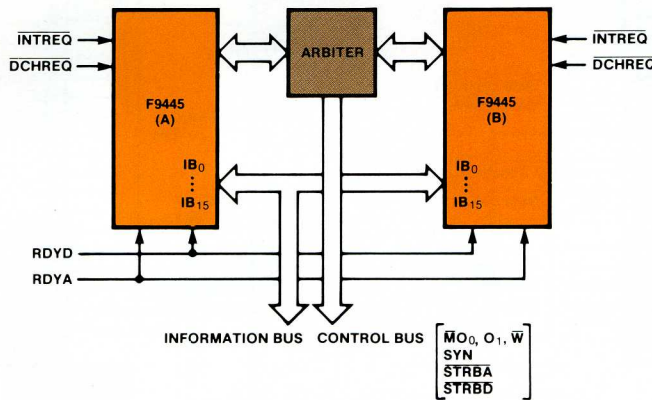 INTREQ
DCHREQ
F9445
(A)
IB0
IB15
ARBITER
F9445
(B)
IB0
IB15
INTREQ
DCHREQ
RDYD
RDYA
INFORMATION BUS
CONTROL BUS
M̅O0, O1, W̅
SYN
STRBA
STRBD